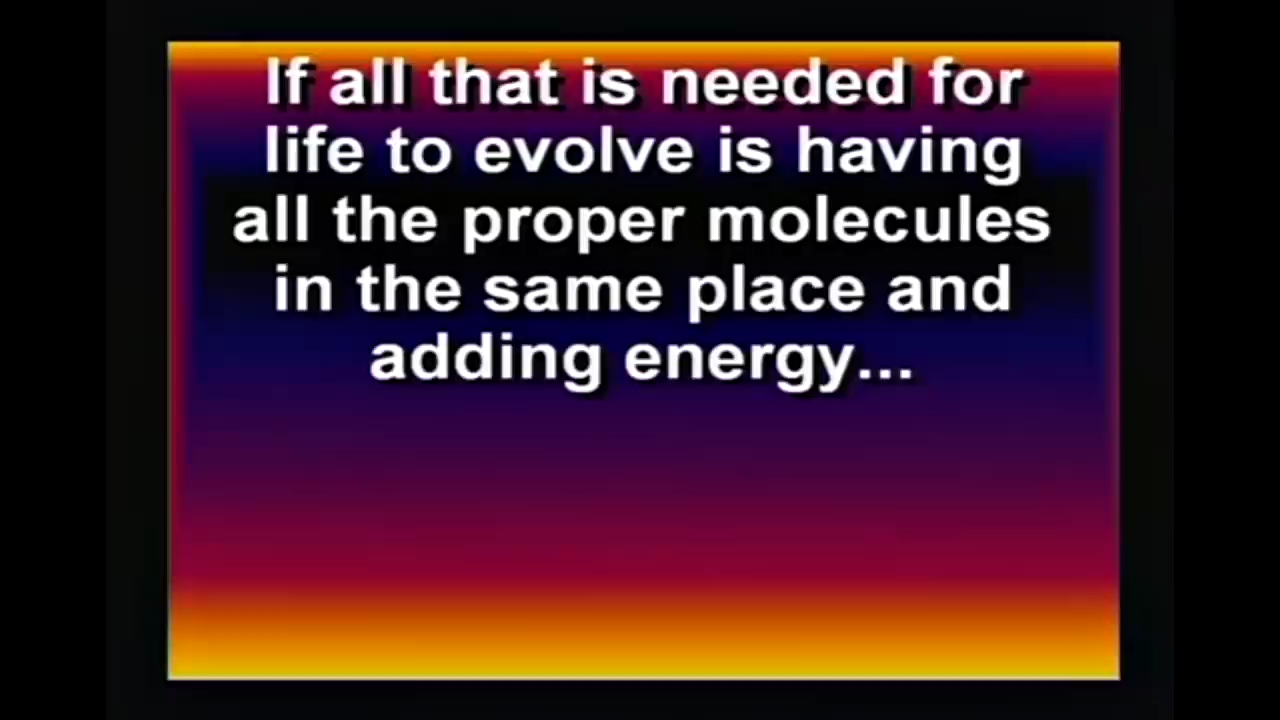 If all that is needed for
life to evolve is having
all the proper molecules
in the same place and
adding energy...